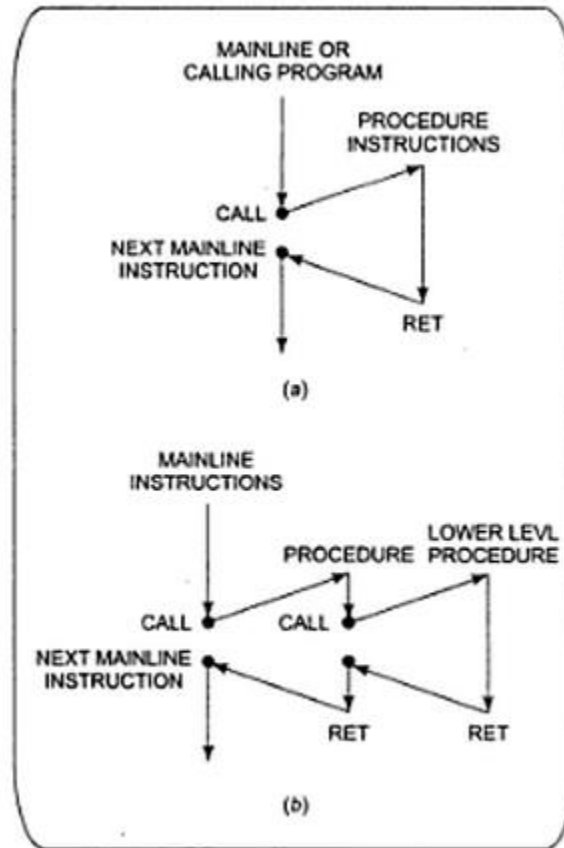 MAINLINE OR
CALLING PROGRAM
PROCEDURE
INSTRUCTIONS
CALL
NEXT MAINLINE
INSTRUCTION
RET
(a)
MAINLINE
INSTRUCTIONS
PROCEDURE
LOWER LEVL
PROCEDURE
CALL
CALL
NEXT MAINLINE
INSTRUCTION
RET
RET
(b)